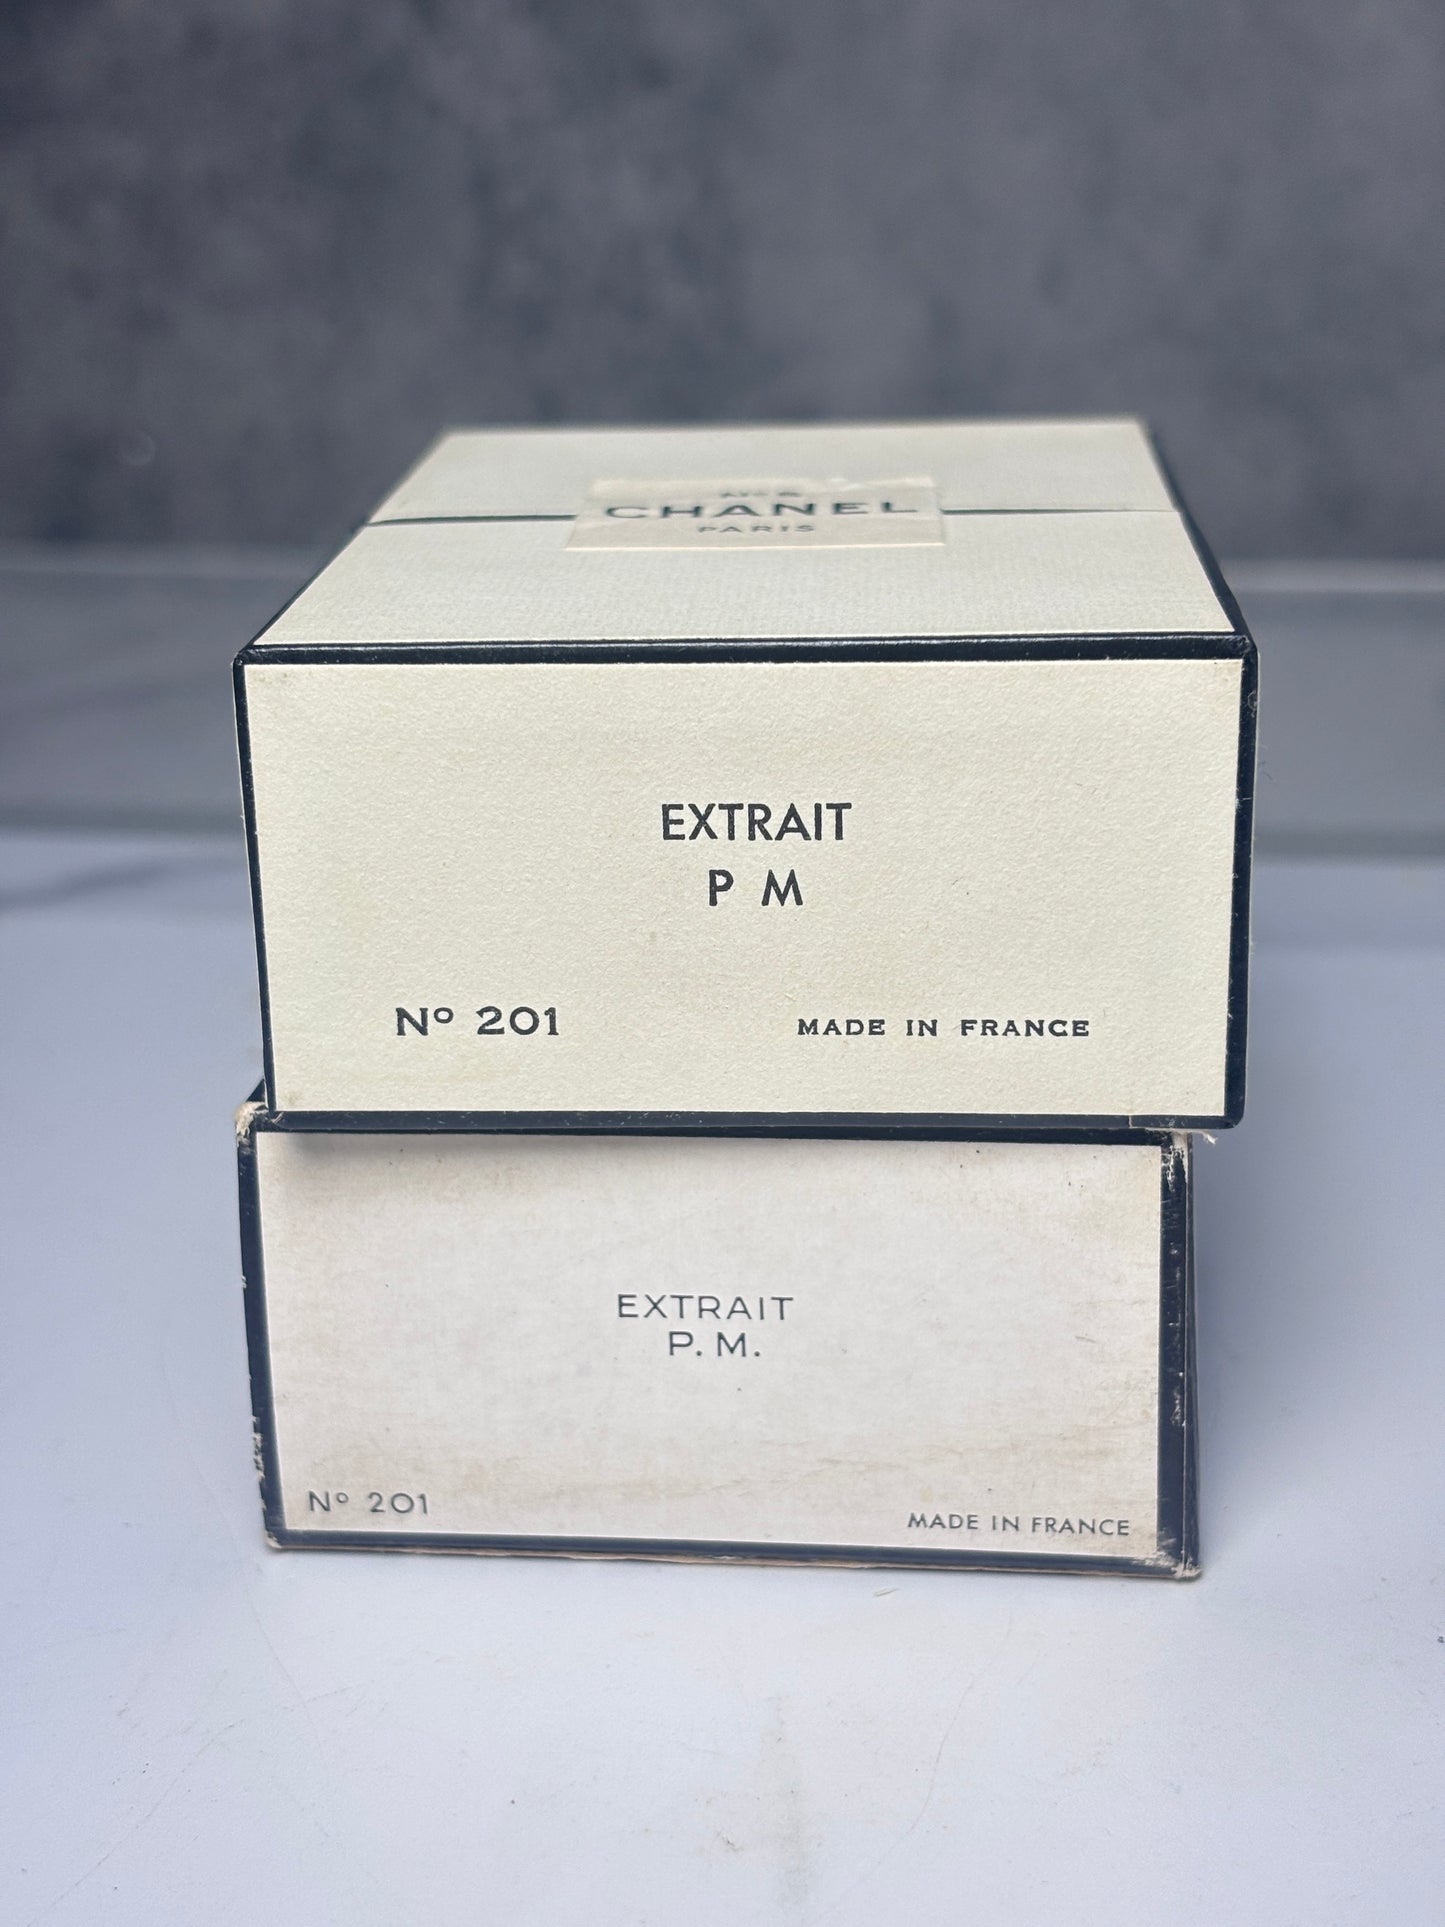 CHANEL
PARIS
EXTRAIT
P M
Nº 201 MADE IN FRANCE
EXTRAIT
P. M.
Nº 201 MADE IN FRANCE